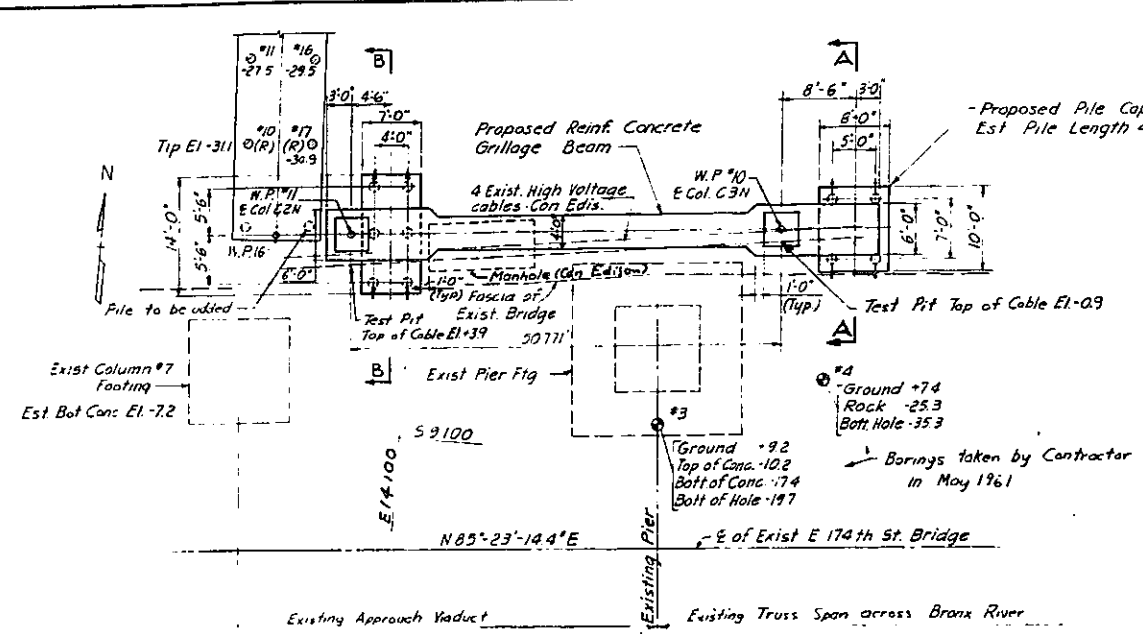 #11 #16
-27.5 -29.5
B
A
3'-0" 4'-6"
8'-6" 3'-0"
7'-0"
6'-0"
4'-0"
5'-0"
- Proposed Pile Cap
Est Pile Length
Proposed Reinf. Concrete
Grillage Beam
#10 #17
Tip El -31.1 (R) (R)
-30.9
N
W.P. #11
℄ Col. C2N
W.P. #10
℄ Col. C3N
4 Exist. High Voltage
cables - Con Edis.
14'-0"
5'-6"
5'-6"
4'-0"
6'-0"
7'-0"
10'-0"
W.P. 16
6'-0"
Manhole (Con Edison)
1'-0"
(Typ.) Fascia of
Exist. Bridge
1'-0"
(Typ.)
Pile to be added
Test Pit
Top of Cable El. +3.9
50.771'
Test Pit Top of Cable El. -0.9
A
B
Exist Column #7
Footing
Est. Bot Conc El. -7.2
Exist Pier Ftg
#4
Ground +7.4
Rock -25.3
Bott. Hole -35.3
#3
Ground +9.2
Top of Conc. -10.2
Bott of Conc. -17.4
Bott of Hole -19.7
S 9100
E 14100
Borings taken by Contractor
in May 1961
N 85°-23'-14.4" E
℄ of Exist E 174th St. Bridge
Existing Pier
Existing Approach Viaduct
Existing Truss Span across Bronx River